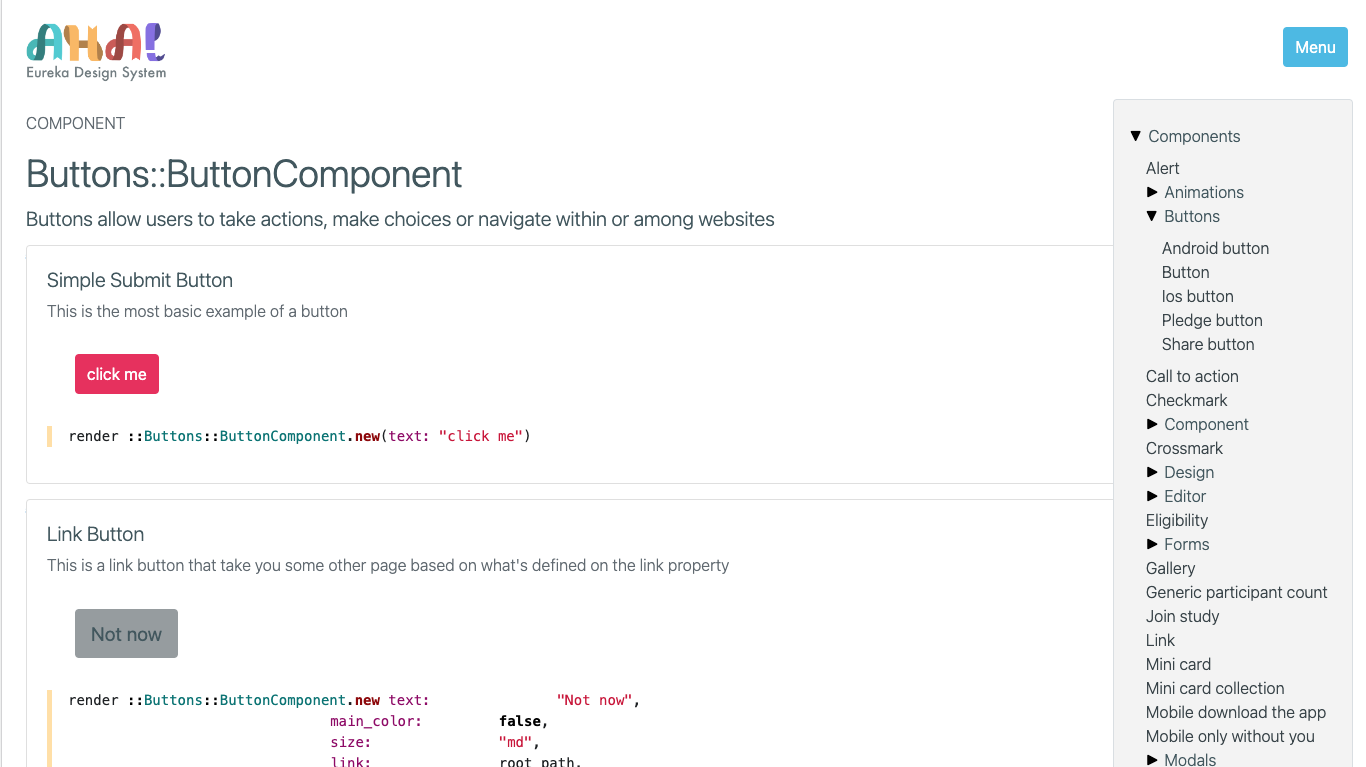 AHA!
Eureka Design System
Menu
COMPONENT
Buttons::ButtonComponent
Buttons allow users to take actions, make choices or navigate within or among websites
Simple Submit Button
This is the most basic example of a button
click me
render ::Buttons::ButtonComponent.new(text: "click me")
Link Button
This is a link button that take you some other page based on what's defined on the link property
Not now
render ::Buttons::ButtonComponent.new text: "Not now",
main_color: false,
size: "md",
link: root_path,
Components
Alert
Animations
Buttons
Android button
Button
Ios button
Pledge button
Share button
Call to action
Checkmark
Component
Crossmark
Design
Editor
Eligibility
Forms
Gallery
Generic participant count
Join study
Link
Mini card
Mini card collection
Mobile download the app
Mobile only without you
Modals